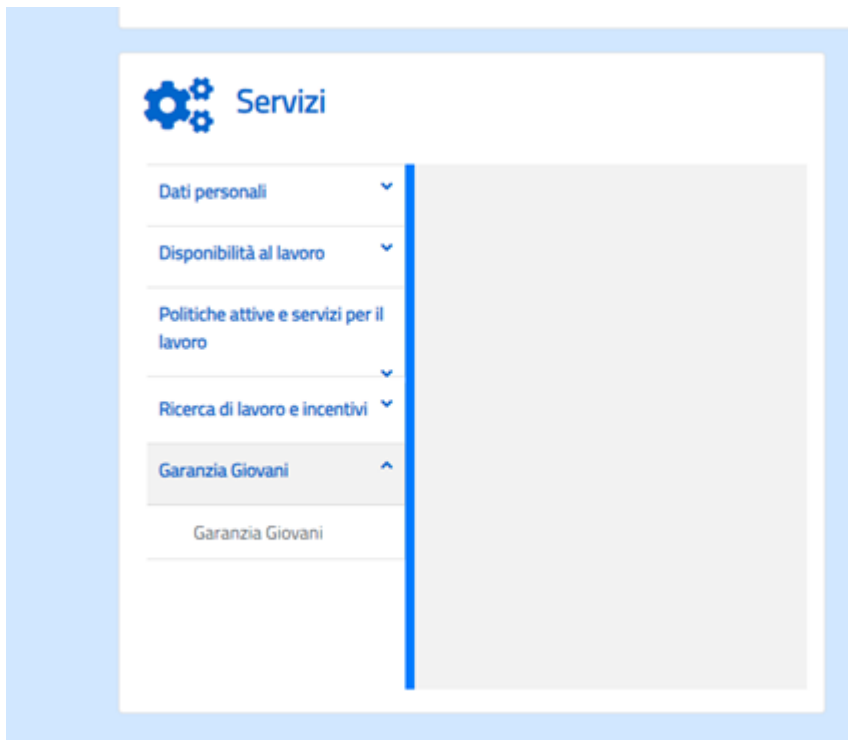 Servizi
Dati personali
Disponibilità al lavoro
Politiche attive e servizi per il
lavoro
Ricerca di lavoro e incentivi
Garanzia Giovani
Garanzia Giovani